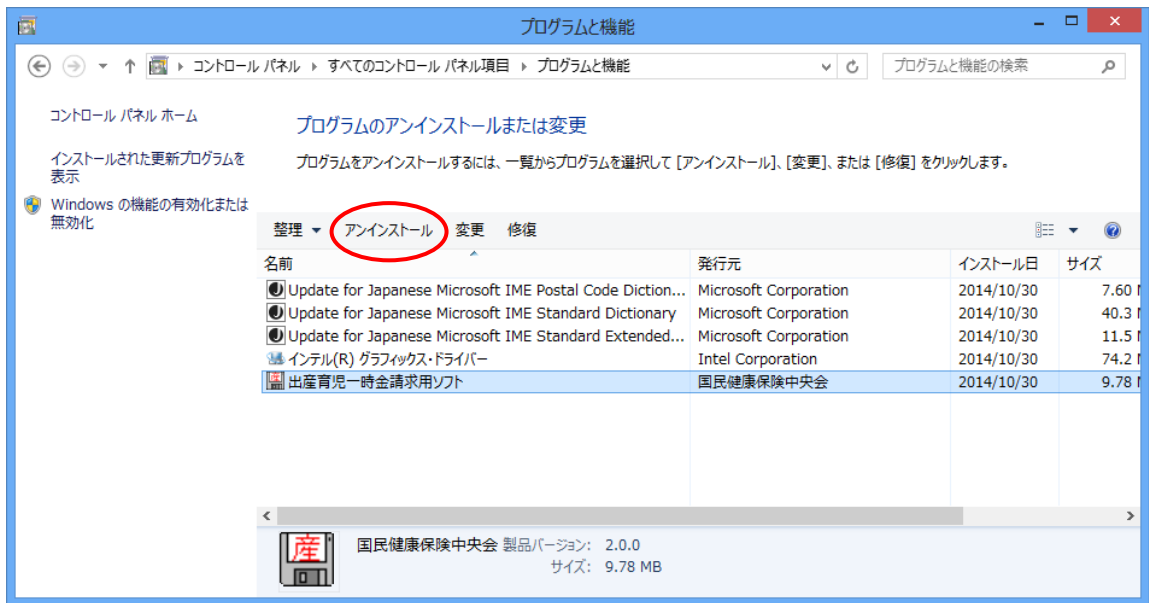 プログラムと機能
コントロール パネル ▸ すべてのコントロール パネル項目 ▸ プログラムと機能
プログラムと機能の検索
コントロール パネル ホーム
インストールされた更新プログラムを
表示
Windows の機能の有効化または
無効化
プログラムのアンインストールまたは変更
プログラムをアンインストールするには、一覧からプログラムを選択して [アンインストール]、[変更]、または [修復] をクリックします。
整理 ▼ アンインストール 変更 修復
名前 発行元 インストール日 サイズ
Update for Japanese Microsoft IME Postal Code Diction... Microsoft Corporation 2014/10/30 7.60
Update for Japanese Microsoft IME Standard Dictionary Microsoft Corporation 2014/10/30 40.3
Update for Japanese Microsoft IME Standard Extended... Microsoft Corporation 2014/10/30 11.5
インテル(R) グラフィックス・ドライバー Intel Corporation 2014/10/30 74.2
出産育児一時金請求用ソフト 国民健康保険中央会 2014/10/30 9.78
産
国民健康保険中央会 製品バージョン: 2.0.0
サイズ: 9.78 MB